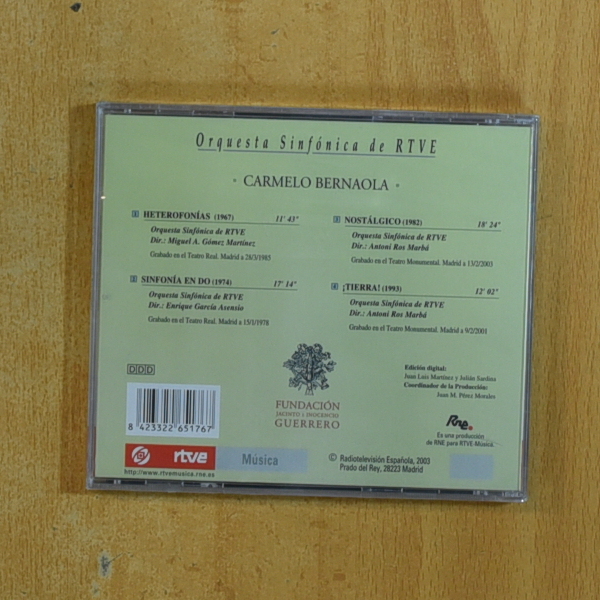 Orquesta Sinfónica de RTVE
· CARMELO BERNAOLA ·
1 HETEROFONÍAS (1967) 11' 43"
Orquesta Sinfónica de RTVE
Dir.: Miguel A. Gómez Martínez
Grabado en el Teatro Real. Madrid a 28/3/1985
SINFONÍA EN DO (1974) 17' 14"
Orquesta Sinfónica de RTVE
Dir.: Enrique García Asensio
Grabado en el Teatro Real. Madrid a 15/1/1978
NOSTÁLGICO (1982) 18' 24"
Orquesta Sinfónica de RTVE
Dir.: Antoni Ros Marbá
Grabado en el Teatro Monumental. Madrid a 13/2/2001
4 ¡TIERRA! (1993) 12' 02"
Orquesta Sinfónica de RTVE
Dir.: Antoni Ros Marbá
Grabado en el Teatro Monumental. Madrid a 9/2/2001
Edición digital:
Juan Luis Martínez y Julián Sardina
Coordinador de la Producción:
Juan M. Pérez Morales
DDD
8 423322 651767
FUNDACIÓN
JACINTO E INOCENCIO
GUERRERO
Rne.
Es una producción
de RNE para RTVE-Música.
rtve Música
© Radiotelevisión Española, 2003
Prado del Rey, 28223 Madrid
http://www.rtvemusica.rne.es